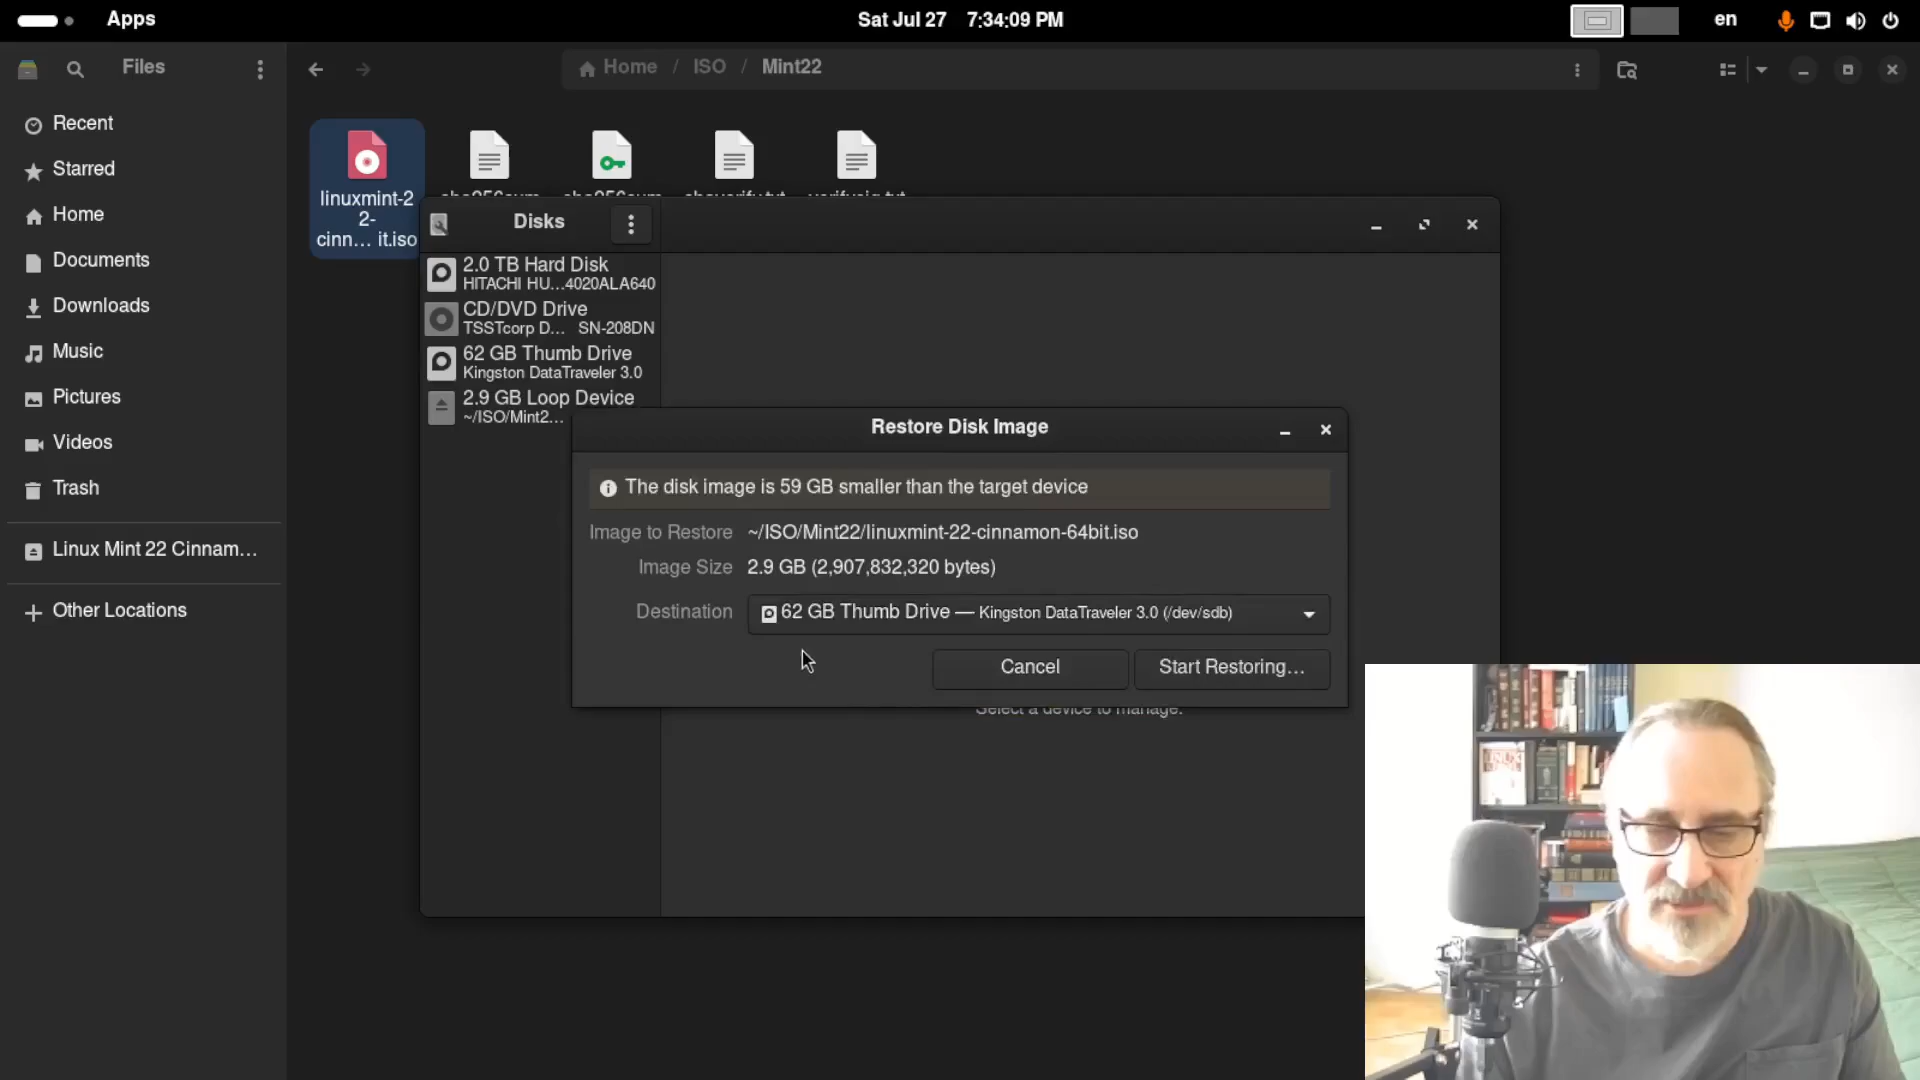 Apps
Sat Jul 27 7:34:09 PM
en
Files
Home / ISO / Mint22
Recent
Starred
Home
Documents
Downloads
Music
Pictures
Videos
Trash
Linux Mint 22 Cinnam…
Other Locations
linuxmint-2
2-
cinn… it.iso
Disks
2.0 TB Hard Disk
HITACHI HU…4020ALA640
CD/DVD Drive
TSSTcorp D… SN-208DN
62 GB Thumb Drive
Kingston DataTraveler 3.0
2.9 GB Loop Device
~/ISO/Mint2…
Restore Disk Image
The disk image is 59 GB smaller than the target device
Image to Restore ~/ISO/Mint22/linuxmint-22-cinnamon-64bit.iso
Image Size 2.9 GB (2,907,832,320 bytes)
Destination 62 GB Thumb Drive — Kingston DataTraveler 3.0 (/dev/sdb)
Cancel
Start Restoring…
Select a device to manage.